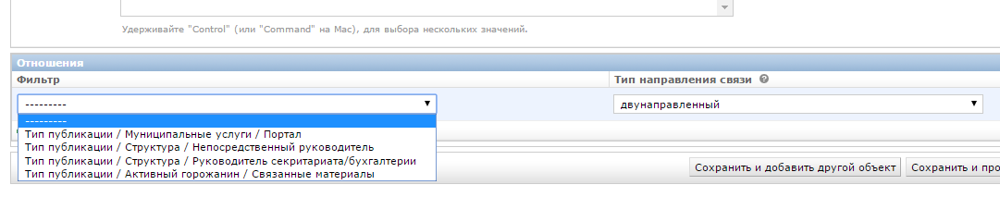 Удерживайте "Control" (или "Command" на Mac), для выбора нескольких значений.
Отношения
Фильтр Тип направления связи
--------- двунаправленный
---------
Тип публикации / Муниципальные услуги / Портал
Тип публикации / Структура / Непосредственный руководитель
Тип публикации / Структура / Руководитель секритариата/бухгалтерии
Тип публикации / Активный горожанин / Связанные материалы
Сохранить и добавить другой объект Сохранить и про